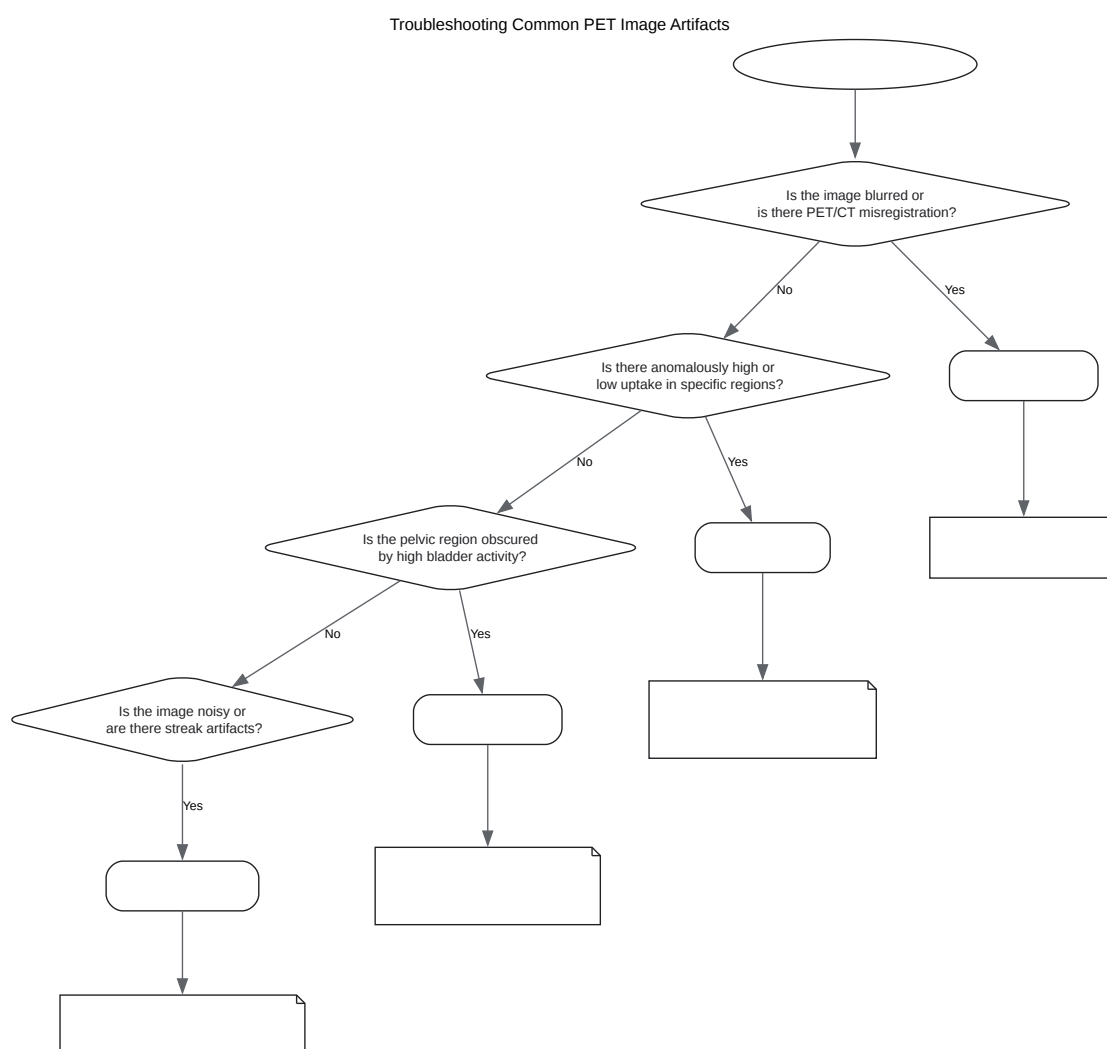 Troubleshooting Common PET Image Artifacts
Is the image blurred or
is there PET/CT misregistration?
No
Yes
Is there anomalously high or
low uptake in specific regions?
No
Yes
Is the pelvic region obscured
by high bladder activity?
No
Yes
Is the image noisy or
are there streak artifacts?
Yes